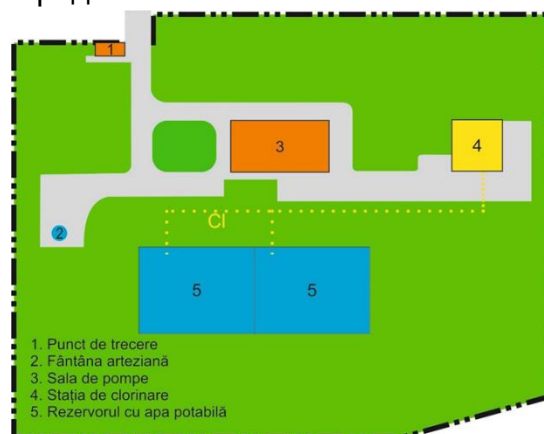 1
3
4
2
Cl
5
5
1. Punct de trecere
2. Fântâna arteziană
3. Sala de pompe
4. Stația de clorinare
5. Rezervorul cu apa potabilă